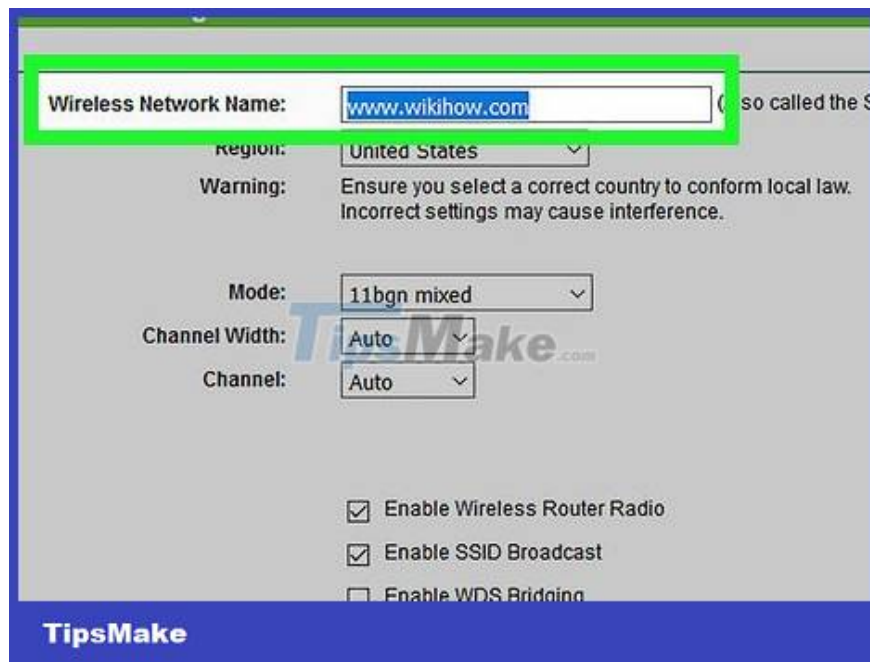 Wireless Network Name: www.wikihow.com so called the S
Region: United States
Warning: Ensure you select a correct country to conform local law.
Incorrect settings may cause interference.
Mode: 11bgn mixed
TipsMake.com
Channel Width: Auto
Channel: Auto
Enable Wireless Router Radio
Enable SSID Broadcast
Enable WDS Bridging
TipsMake